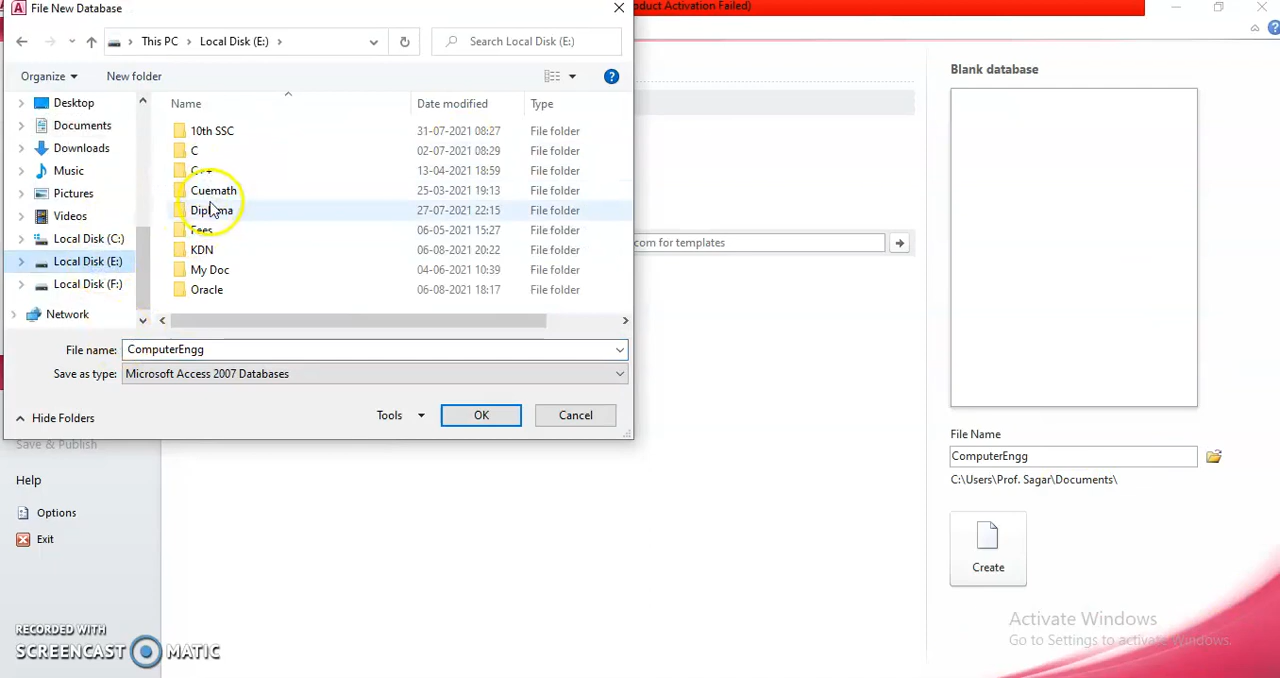 File New Database
oduct Activation Failed)
This PC
Local Disk (E:)
Search Local Disk (E:)
Organize
New folder
Blank database
Desktop
Documents
Downloads
Music
Pictures
Videos
Local Disk (C:)
Local Disk (E:)
Local Disk (F:)
Network
Name Date modified Type
10th SSC 31-07-2021 08:27 File folder
C 02-07-2021 08:29 File folder
C++ 13-04-2021 18:59 File folder
Cuemath 25-03-2021 19:13 File folder
Diploma 27-07-2021 22:15 File folder
Fees 06-05-2021 15:27 File folder
KDN 06-08-2021 20:22 File folder
My Doc 04-06-2021 10:39 File folder
Oracle 06-08-2021 18:17 File folder
com for templates
File name: ComputerEngg
Save as type: Microsoft Access 2007 Databases
Hide Folders
Tools
OK
Cancel
Save & Publish
Help
Options
Exit
File Name
ComputerEngg
C:\Users\Prof. Sagar\Documents\
Create
Activate Windows
Go to Settings to activate Windows.
RECORDED WITH
SCREENCAST MATIC